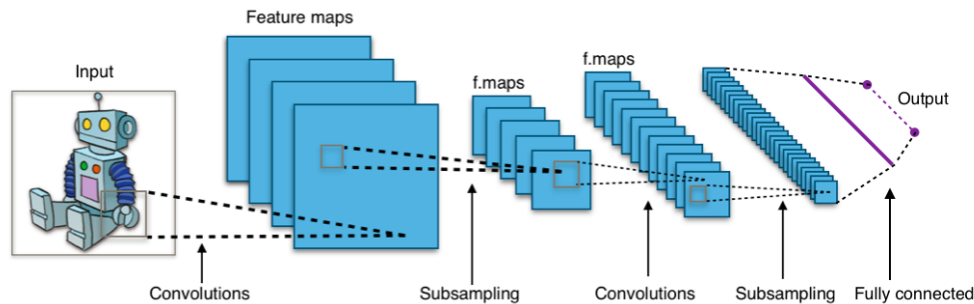 Feature maps
Input
f.maps
f.maps
Output
Convolutions
Subsampling
Convolutions
Subsampling
Fully connected